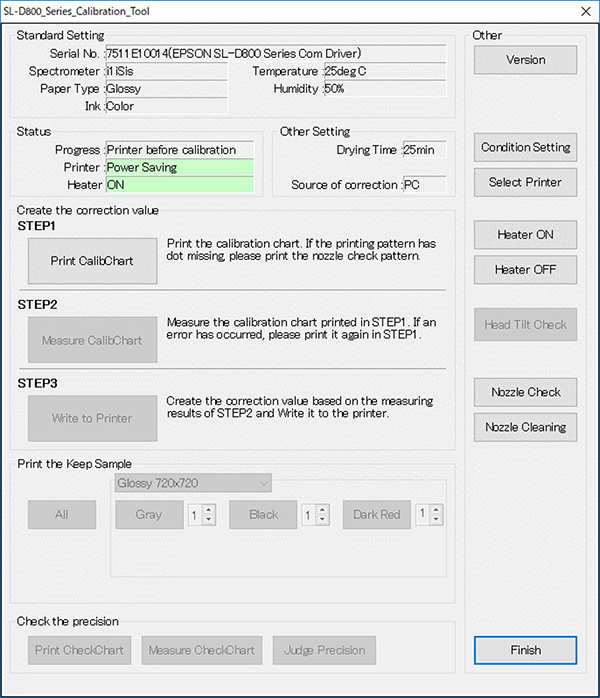 SL-D800_Series_Calibration_Tool
Standard Setting
Serial No. :7511E10014(EPSON SL-D800 Series Com Driver)
Spectrometer :i1iSis Temperature :25deg C
Paper Type :Glossy Humidity :50%
Ink :Color
Status
Progress :Printer before calibration
Printer :Power Saving
Heater :ON
Other Setting
Drying Time :25min
Source of correction :PC
Create the correction value
STEP1
Print CalibChart
Print the calibration chart. If the printing pattern has
dot missing, please print the nozzle check pattern.
STEP2
Measure CalibChart
Measure the calibration chart printed in STEP1. If an
error has occurred, please print it again in STEP1.
STEP3
Write to Printer
Create the correction value based on the measuring
results of STEP2 and Write it to the printer.
Print the Keep Sample
Glossy 720x720
All Gray 1 Black 1 Dark Red 1
Check the precision
Print CheckChart Measure CheckChart Judge Precision
Other
Version
Condition Setting
Select Printer
Heater ON
Heater OFF
Head Tilt Check
Nozzle Check
Nozzle Cleaning
Finish